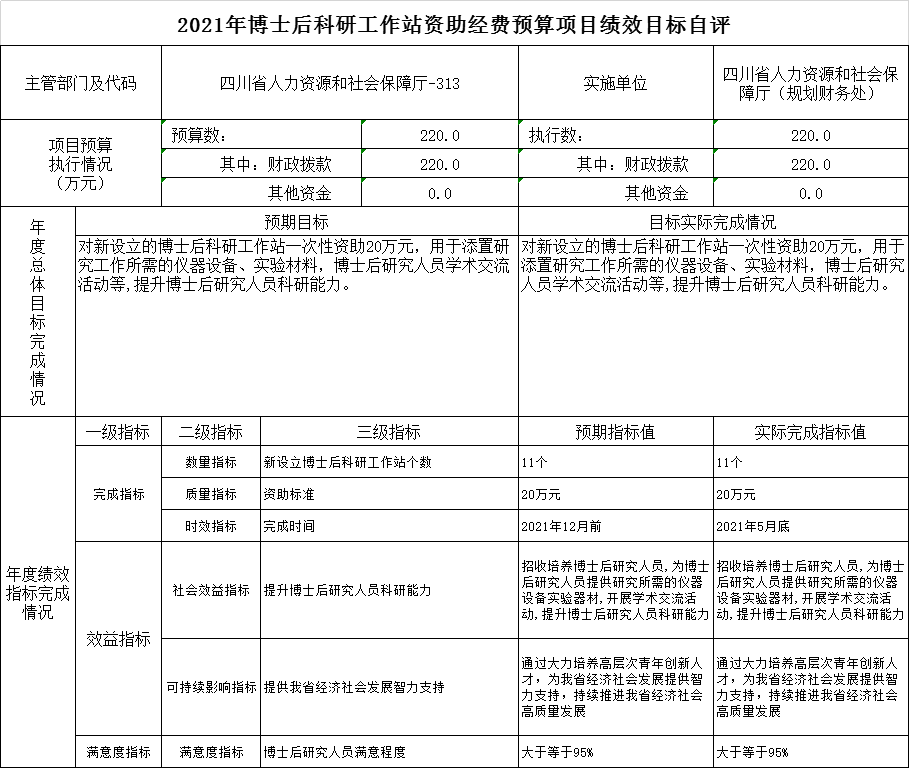 2021年博士后科研工作站资助经费预算项目绩效目标自评
主管部门及代码
四川省人力资源和社会保障厅-313
实施单位
四川省人力资源和社会保
障厅（规划财务处）
项目预算
执行情况
（万元）
预算数：
220.0
执行数：
220.0
其中：财政拨款
220.0
其中：财政拨款
220.0
其他资金
0.0
其他资金
0.0
年
度
总
体
目
标
完
成
情
况
预期目标
目标实际完成情况
对新设立的博士后科研工作站一次性资助20万元，用于添置研
究工作所需的仪器设备、实验材料，博士后研究人员学术交流
活动等,提升博士后研究人员科研能力。
对新设立的博士后科研工作站一次性资助20万元，用于
添置研究工作所需的仪器设备、实验材料，博士后研究
人员学术交流活动等,提升博士后研究人员科研能力。
年度绩效
指标完成
情况
一级指标
二级指标
三级指标
预期指标值
实际完成指标值
完成指标
数量指标
新设立博士后科研工作站个数
11个
11个
质量指标
资助标准
20万元
20万元
时效指标
完成时间
2021年12月前
2021年5月底
效益指标
社会效益指标
提升博士后研究人员科研能力
招收培养博士后研究人员,为博士
后研究人员提供研究所需的仪器
设备实验器材,开展学术交流活
动,提升博士后研究人员科研能力
招收培养博士后研究人员,为博士
后研究人员提供研究所需的仪器
设备实验器材,开展学术交流活
动,提升博士后研究人员科研能力
可持续影响指标
提供我省经济社会发展智力支持
通过大力培养高层次青年创新人
才，为我省经济社会发展提供智
力支持，持续推进我省经济社会
高质量发展
通过大力培养高层次青年创新人
才，为我省经济社会发展提供智
力支持，持续推进我省经济社会
高质量发展
满意度指标
满意度指标
博士后研究人员满意程度
大于等于95%
大于等于95%